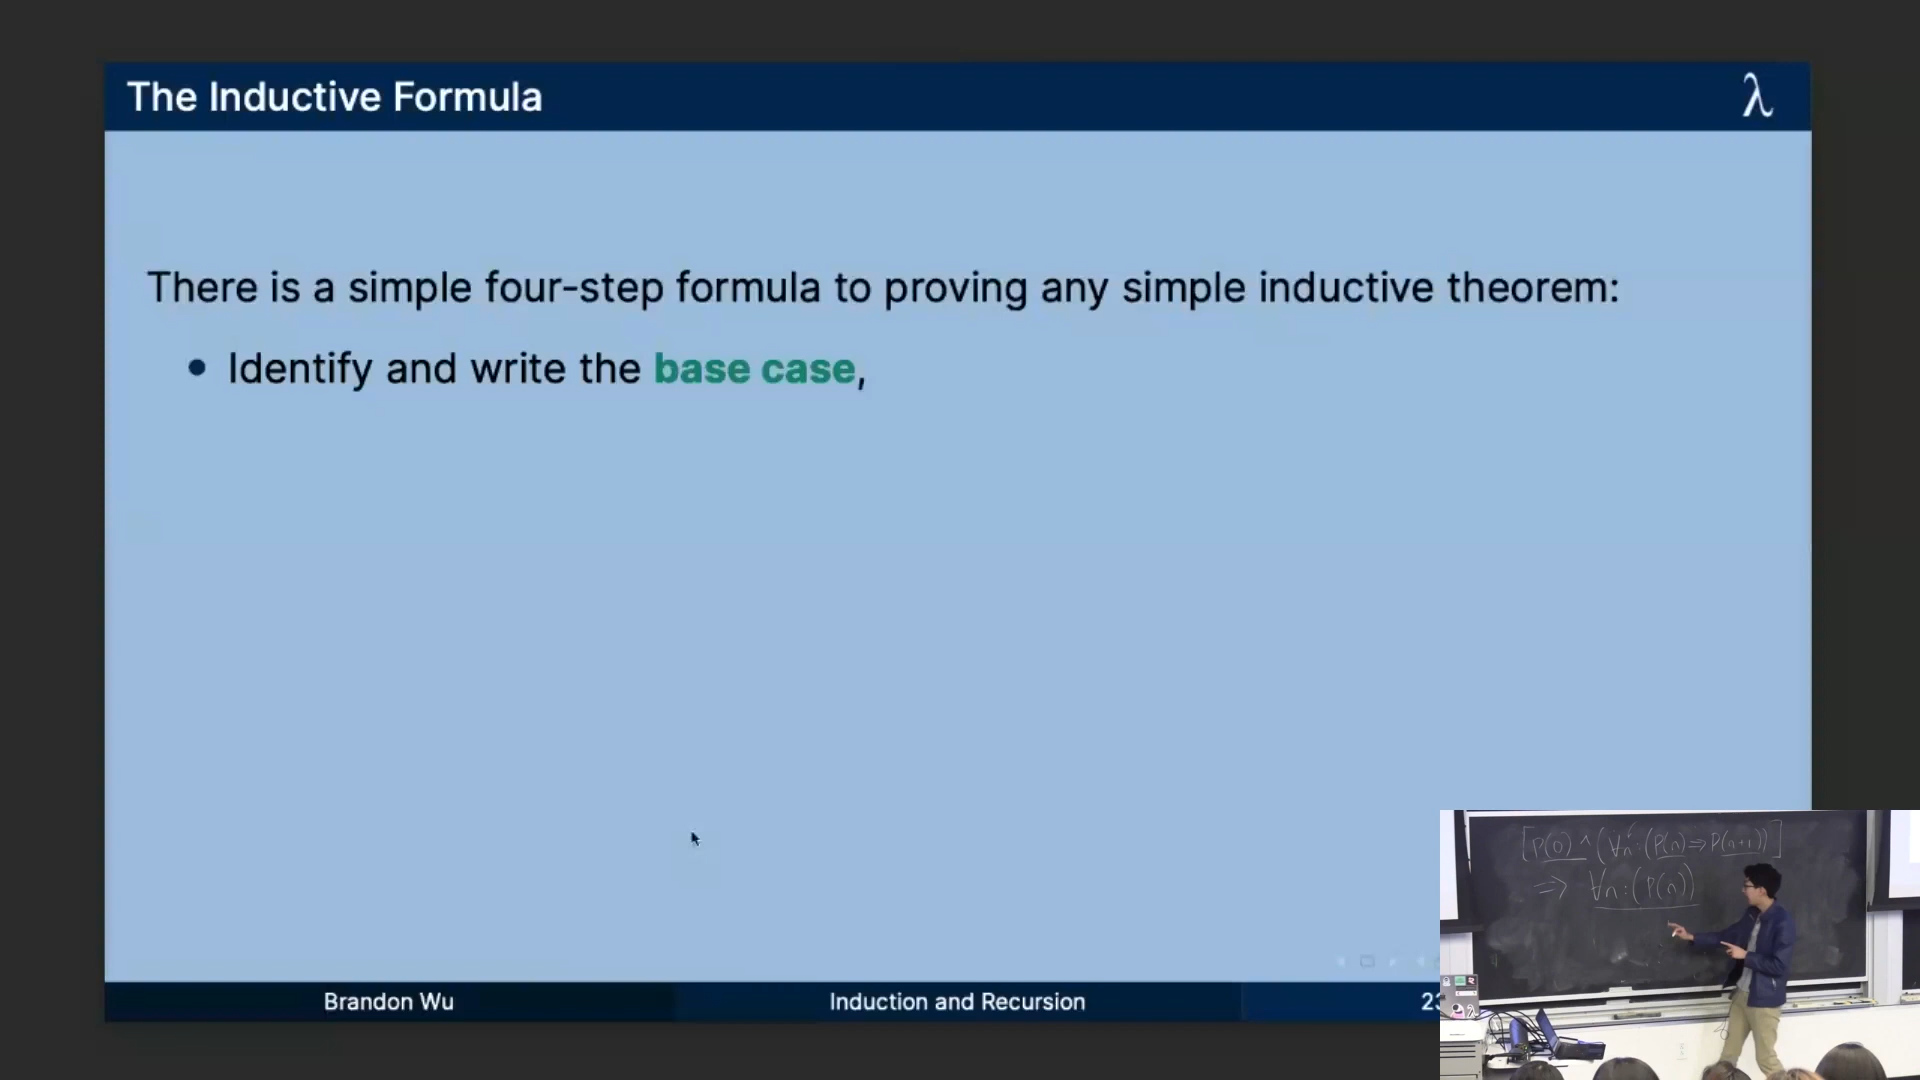 The Inductive Formula
λ
There is a simple four-step formula to proving any simple inductive theorem:
• Identify and write the base case,
[P(0) ∧ (∀n: (P(n) ⇒ P(n+1))]
⇒ ∀n: (P(n))
Brandon Wu
Induction and Recursion
23